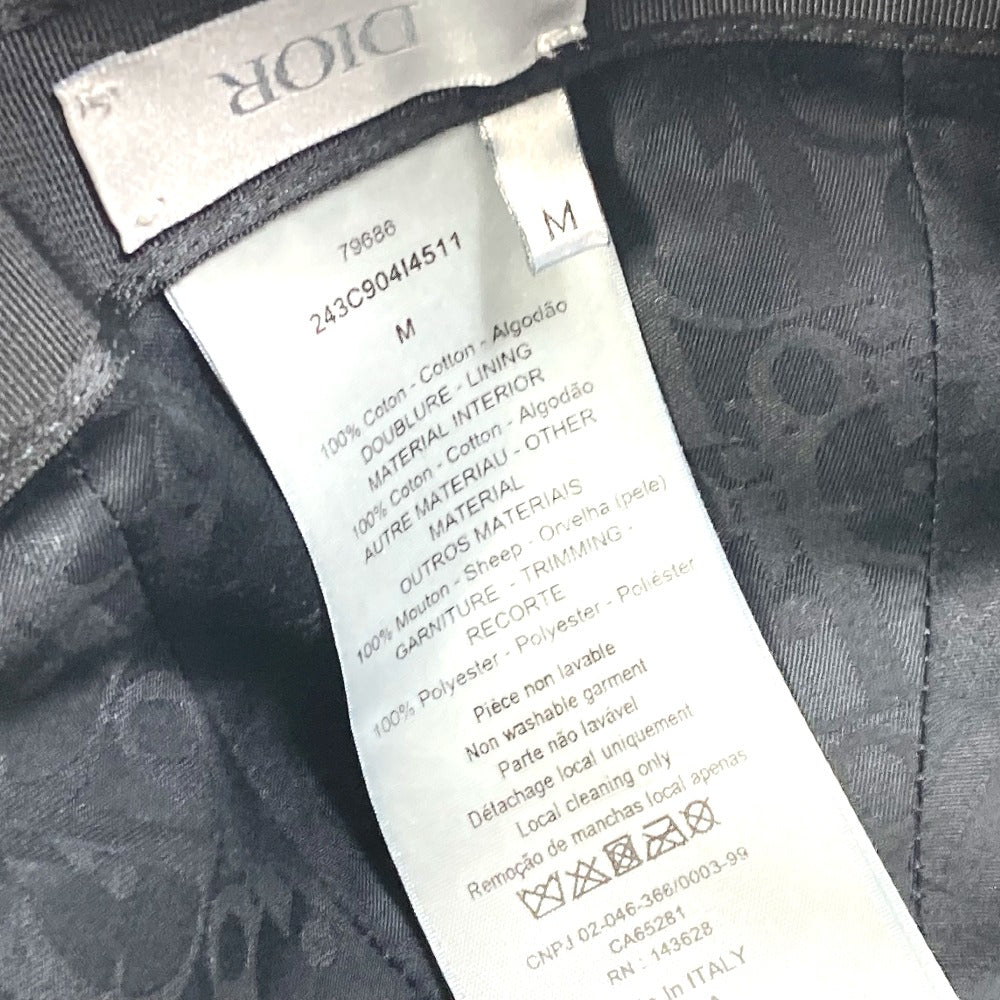 DIOR
M
79686
243C904I4511
M
100% Coton - Cotton - Algodão
DOUBLURE - LINING
MATERIAL INTERIOR
100% Coton - Cotton - Algodão
AUTRE MATERIAU - OTHER
MATERIAL
OUTROS MATERIAIS
100% Mouton - Sheep - Orvelha (pele)
GARNITURE - TRIMMING -
RECORTE
100% Polyester - Polyester - Poliéster
Pièce non lavable
Non washable garment
Parte não lavável
Détachage local uniquement
Local cleaning only
Remoção de manchas local apenas
CNPJ 02-046-368/0003-99
CA65281
RN : 143628
In ITALY